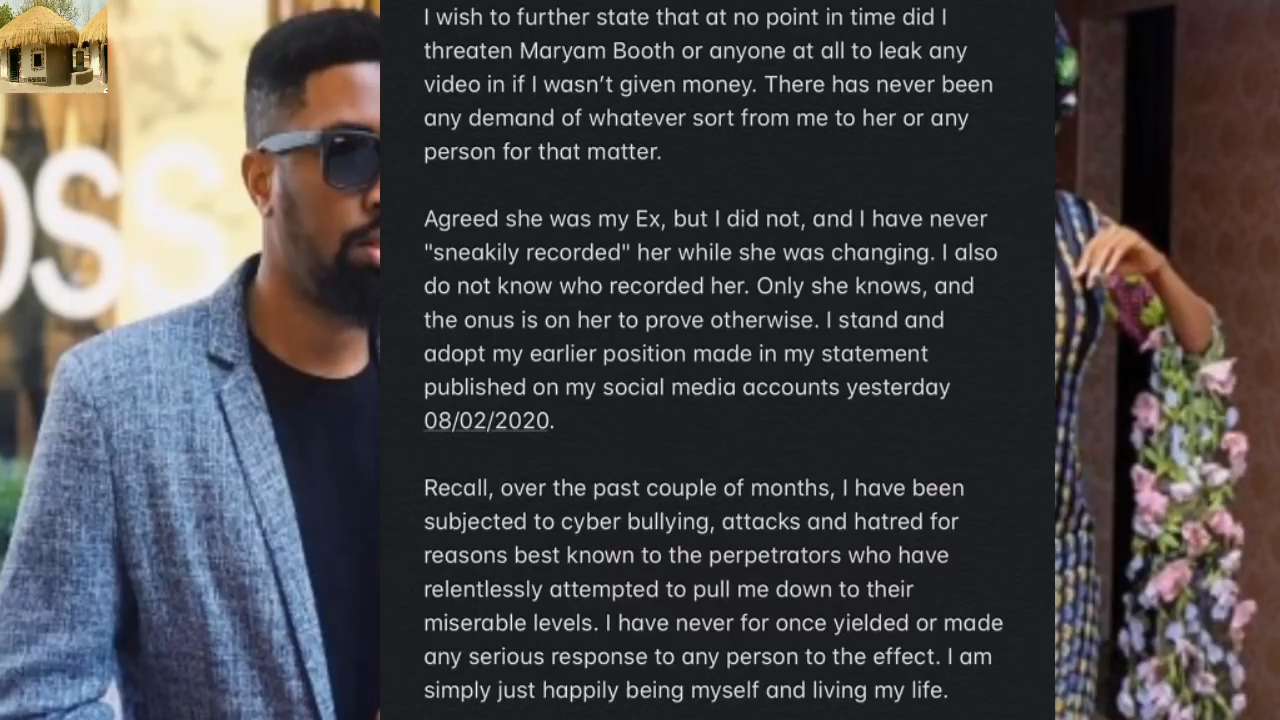 I wish to further state that at no point in time did I
threaten Maryam Booth or anyone at all to leak any
video in if I wasn’t given money. There has never been
any demand of whatever sort from me to her or any
person for that matter.
Agreed she was my Ex, but I did not, and I have never
"sneakily recorded" her while she was changing. I also
do not know who recorded her. Only she knows, and
the onus is on her to prove otherwise. I stand and
adopt my earlier position made in my statement
published on my social media accounts yesterday
08/02/2020.
Recall, over the past couple of months, I have been
subjected to cyber bullying, attacks and hatred for
reasons best known to the perpetrators who have
relentlessly attempted to pull me down to their
miserable levels. I have never for once yielded or made
any serious response to any person to the effect. I am
simply just happily being myself and living my life.
OSS